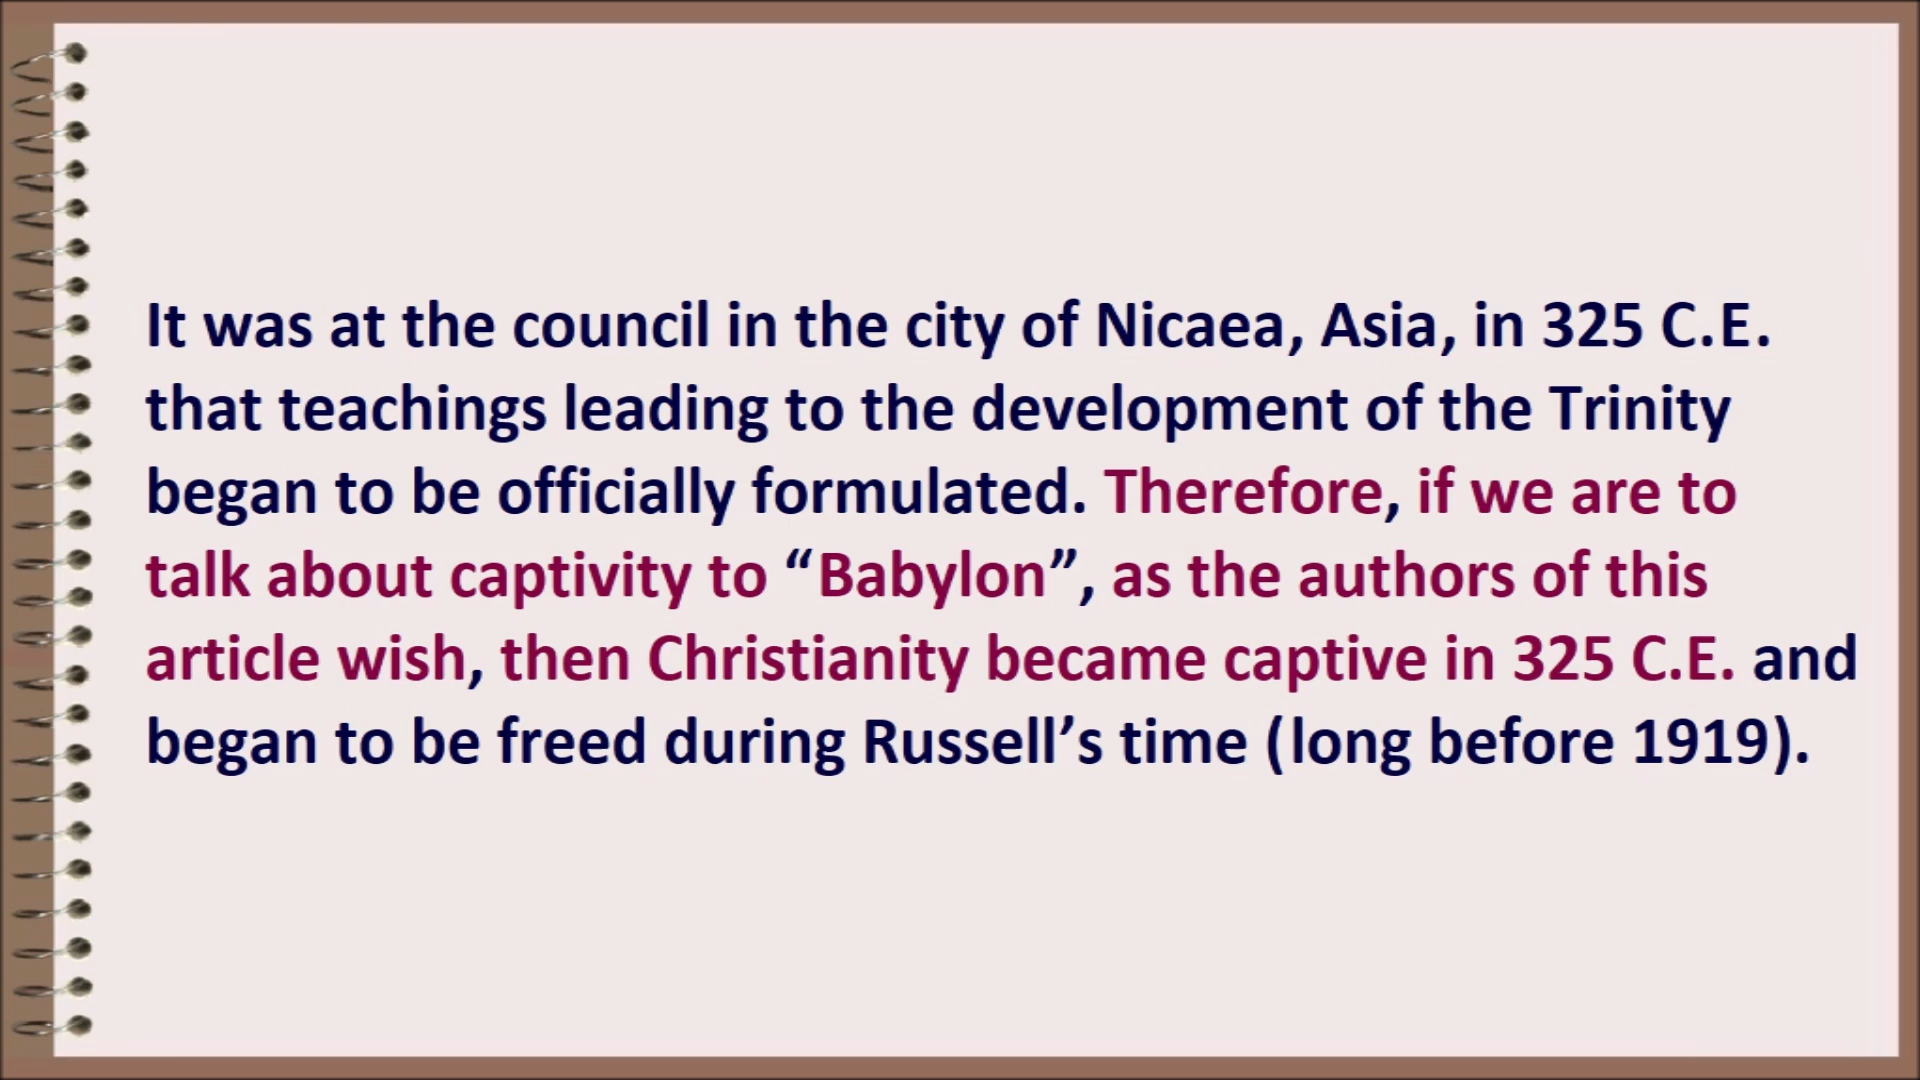 It was at the council in the city of Nicaea, Asia, in 325 C.E.
that teachings leading to the development of the Trinity
began to be officially formulated. Therefore, if we are to
talk about captivity to “Babylon”, as the authors of this
article wish, then Christianity became captive in 325 C.E. and
began to be freed during Russell’s time (long before 1919).